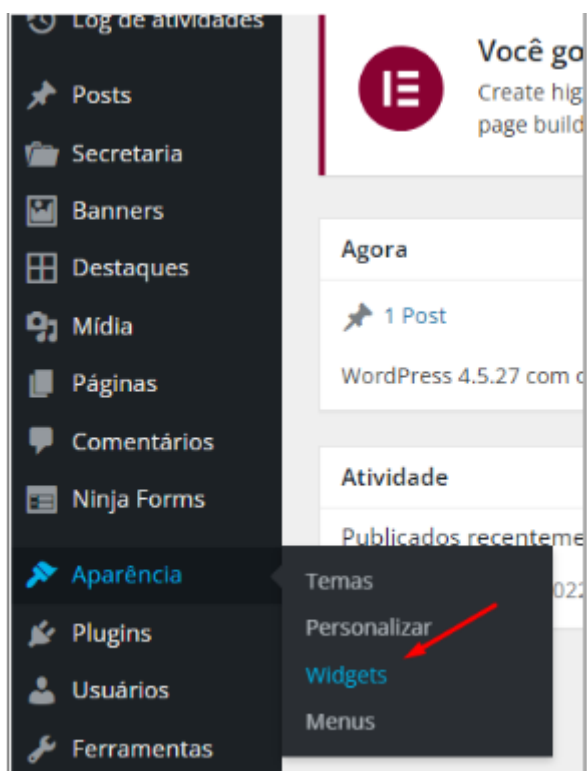 Log de atividades
Posts
Secretaria
Banners
Destaques
Mídia
Páginas
Comentários
Ninja Forms
Aparência
Plugins
Usuários
Ferramentas
Temas
Personalizar
Widgets
Menus
Você go
Create hig
page build
Agora
1 Post
WordPress 4.5.27 com
Atividade
Publicados recenteme